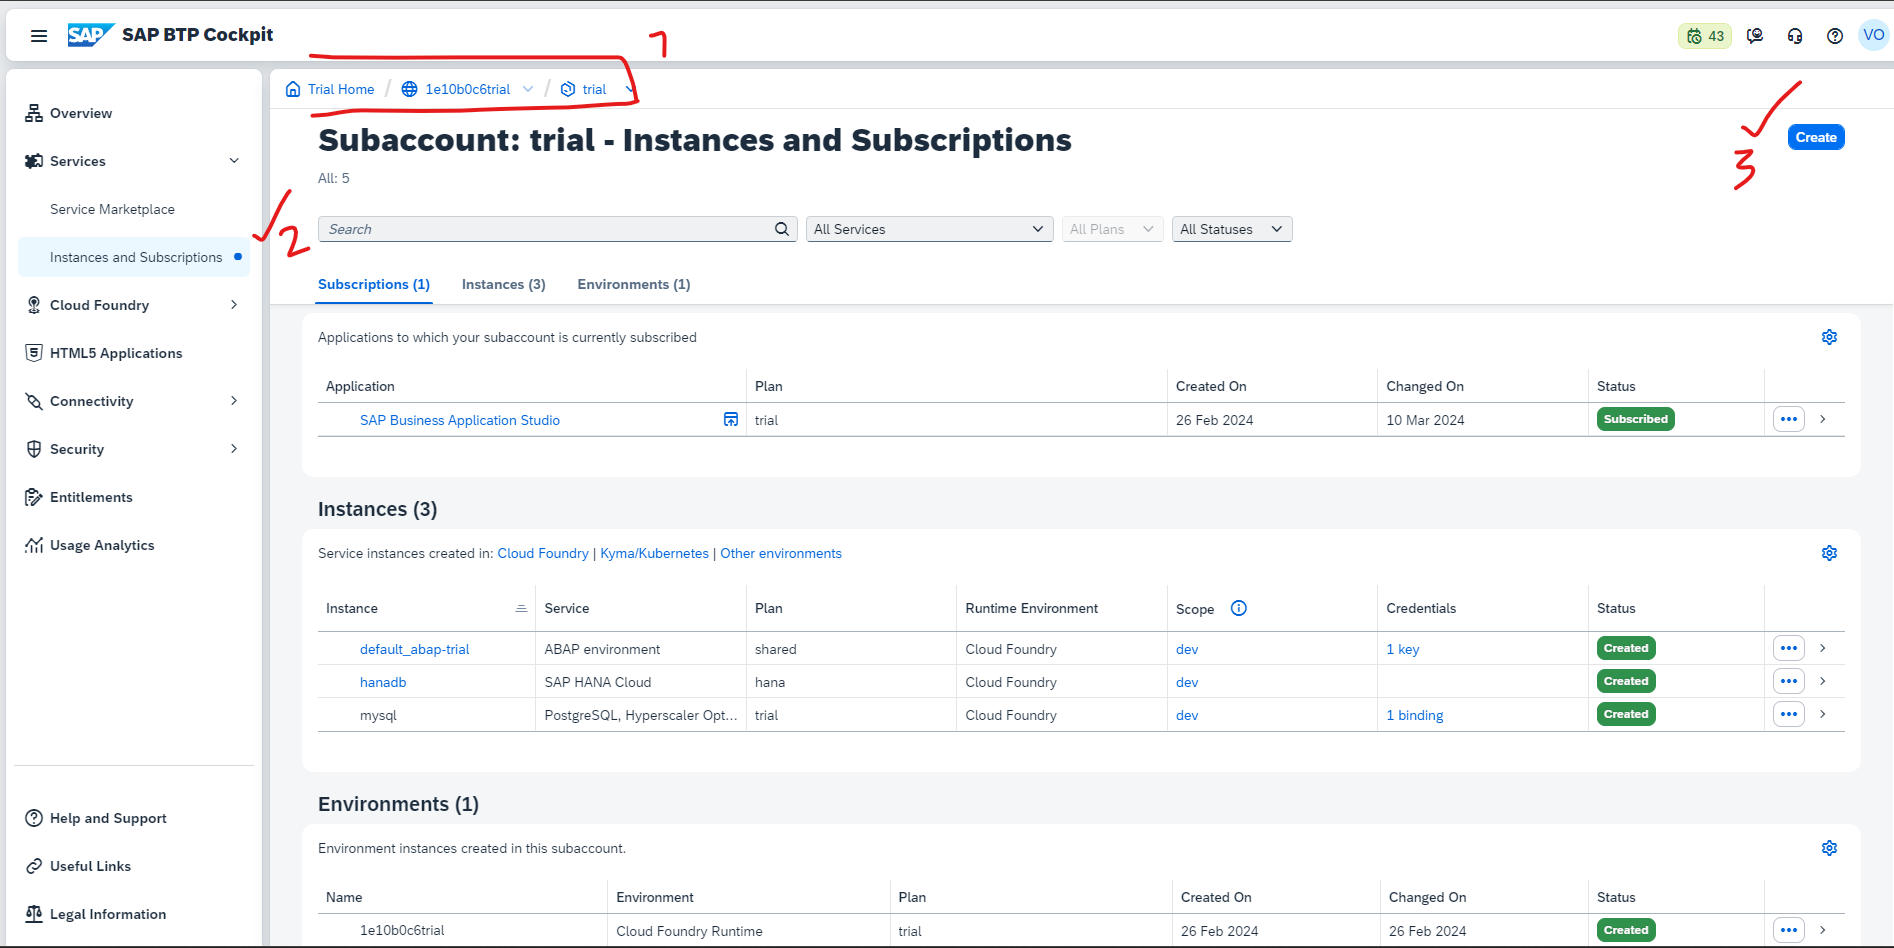 SAP SAP BTP Cockpit 43 VO
1
Trial Home / 1e10b0c6trial / trial
Subaccount: trial - Instances and Subscriptions
Create
3
All: 5
Overview
Services
Service Marketplace
Instances and Subscriptions
2
Cloud Foundry
HTML5 Applications
Connectivity
Security
Entitlements
Usage Analytics
Help and Support
Useful Links
Legal Information
Search All Services All Plans All Statuses
Subscriptions (1) Instances (3) Environments (1)
Applications to which your subaccount is currently subscribed
Application Plan Created On Changed On Status
SAP Business Application Studio trial 26 Feb 2024 10 Mar 2024 Subscribed
Instances (3)
Service instances created in: Cloud Foundry | Kyma/Kubernetes | Other environments
Instance Service Plan Runtime Environment Scope Credentials Status
default_abap-trial ABAP environment shared Cloud Foundry dev 1 key Created
hanadb SAP HANA Cloud hana Cloud Foundry dev Created
mysql PostgreSQL, Hyperscaler Opt... trial Cloud Foundry dev 1 binding Created
Environments (1)
Environment instances created in this subaccount.
Name Environment Plan Created On Changed On Status
1e10b0c6trial Cloud Foundry Runtime trial 26 Feb 2024 26 Feb 2024 Created